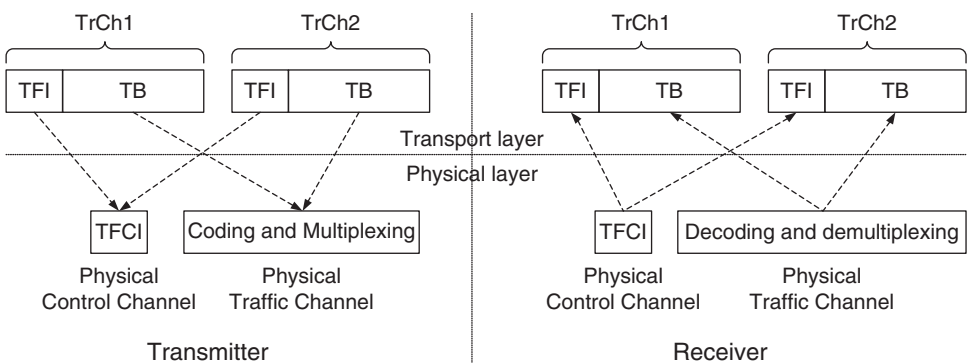 TrCh1 TrCh2 TrCh1 TrCh2
TFI TB TFI TB TFI TB TFI TB
Transport layer
Physical layer
TFCI Coding and Multiplexing TFCI Decoding and demultiplexing
Physical Physical Physical Physical
Control Channel Traffic Channel Control Channel Traffic Channel
Transmitter Receiver